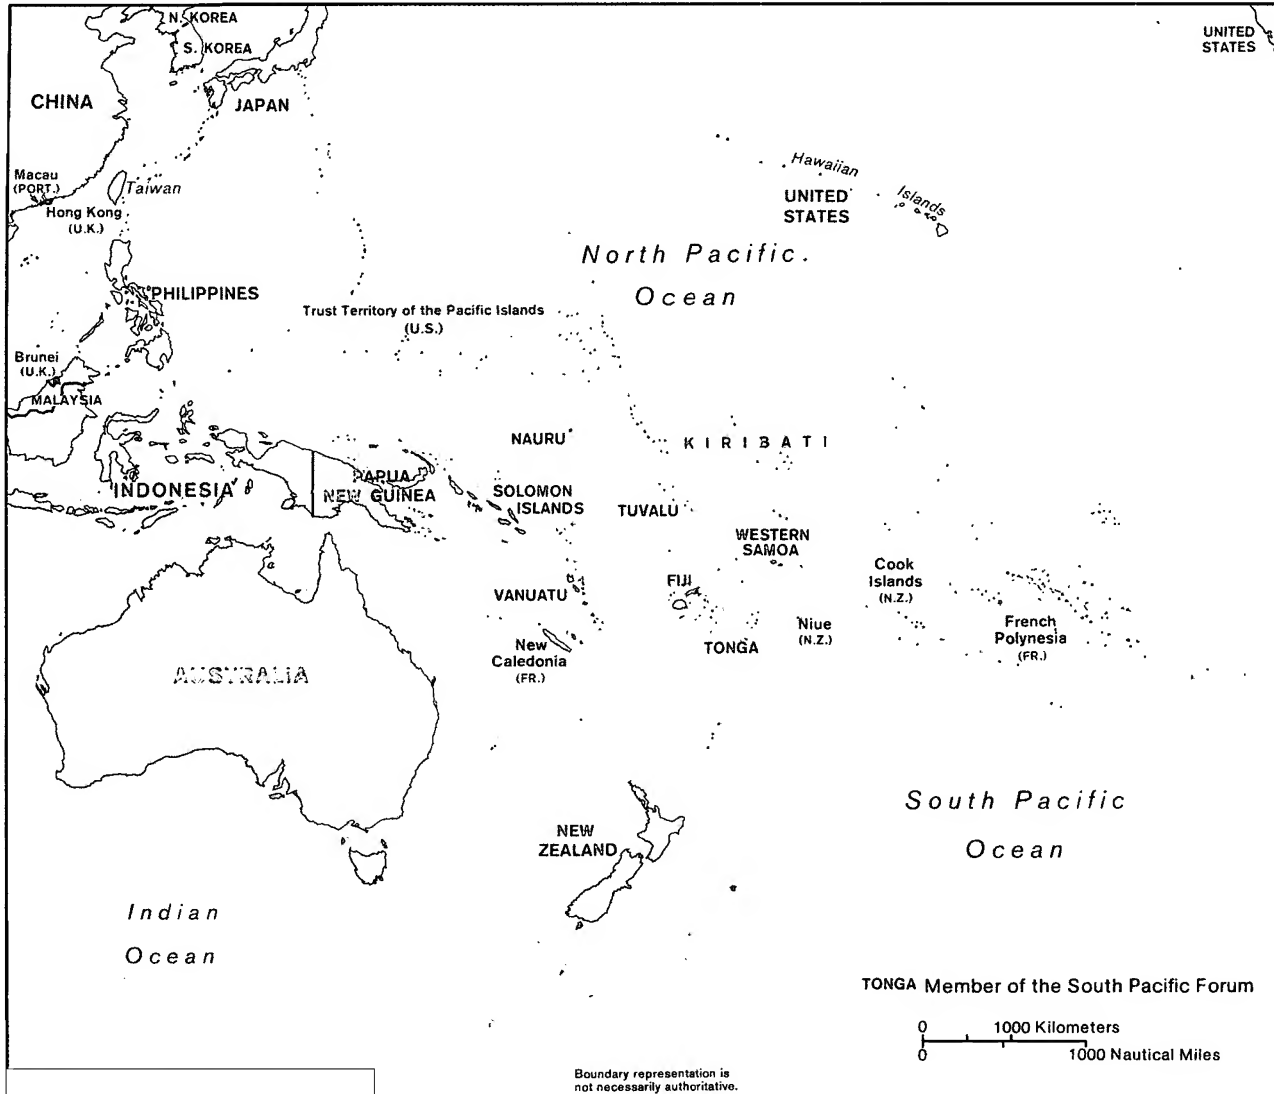 N. KOREA
S. KOREA
CHINA
JAPAN
UNITED
STATES
Macau
(PORT.)
Taiwan
Hong Kong
(U.K.)
Hawaiian
Islands
UNITED
STATES
North Pacific
Ocean
PHILIPPINES
Trust Territory of the Pacific Islands
(U.S.)
Brunei
(U.K.)
MALAYSIA
NAURU
KIRIBATI
INDONESIA
PAPUA
NEW GUINEA
SOLOMON
ISLANDS
TUVALU
WESTERN
SAMOA
Cook
Islands
(N.Z.)
VANUATU
FIJI
Niue
(N.Z.)
French
Polynesia
(FR.)
New
Caledonia
(FR.)
TONGA
AUSTRALIA
South Pacific
Ocean
NEW
ZEALAND
Indian
Ocean
TONGA Member of the South Pacific Forum
0 1000 Kilometers
0 1000 Nautical Miles
Boundary representation is
not necessarily authoritative.